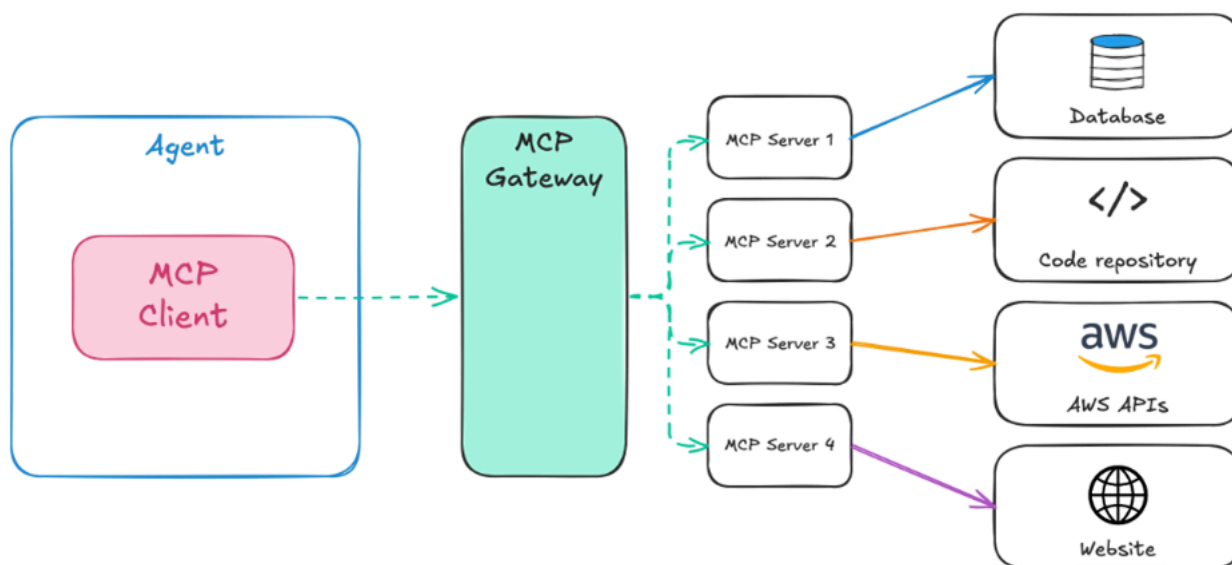 Agent
MCP
Client
MCP
Gateway
MCP Server 1
MCP Server 2
MCP Server 3
MCP Server 4
Database
</>
Code repository
aws
AWS APIs
Website